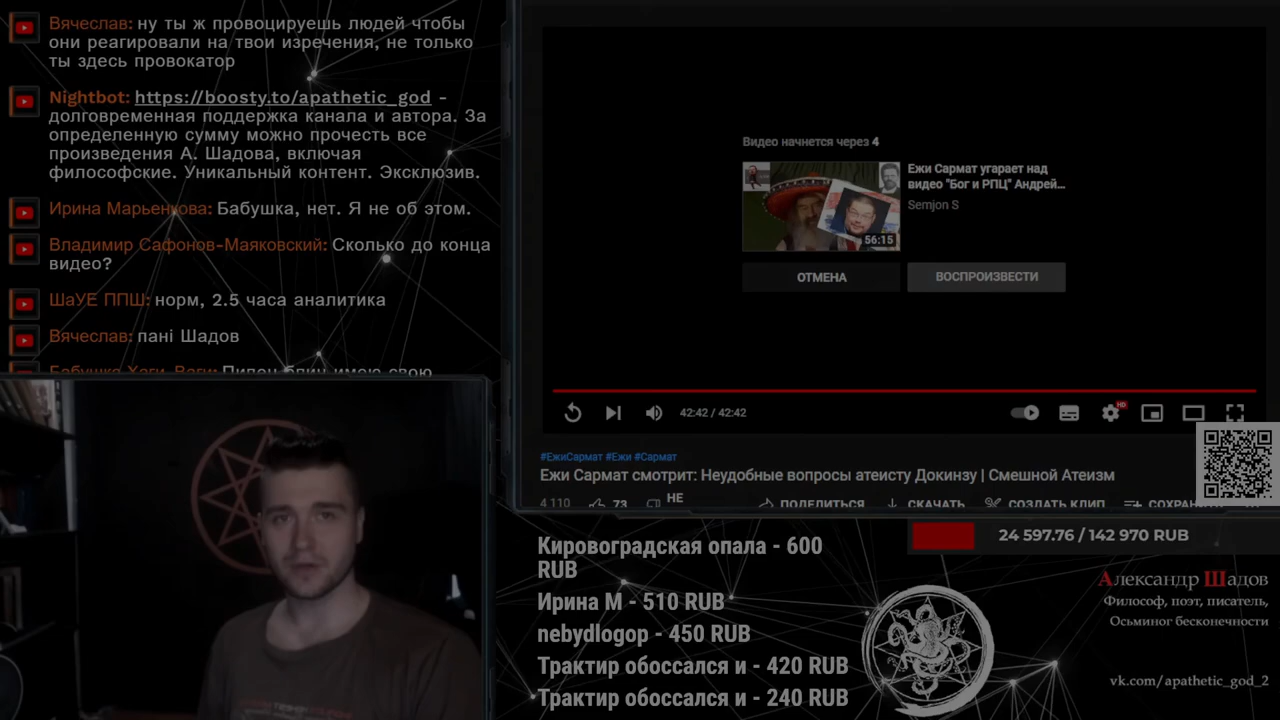 Вячеслав: ну ты ж провоцируешь людей чтобы
они реагировали на твои изречения, не только
ты здесь провокатор
Nightbot: https://boosty.to/apathetic_god -
долговременная поддержка канала и автора. За
определенную сумму можно прочесть все
произведения А. Шадова, включая
философские. Уникальный контент. Эксклюзив.
Ирина Марьенкова: Бабушка, нет. Я не об этом.
Владимир Сафонов-Маяковский: Сколько до конца
видео?
ШаУЕ ППШ: норм, 2.5 часа аналитика
Вячеслав: пані Шадов
Видео начнется через 4
Ежи Сармат угарает над
видео "Бог и РПЦ" Андрей...
Semjon S
56:15
ОТМЕНА
ВОСПРОИЗВЕСТИ
42:42 / 42:42
HD
#ЕжиСармат #Ежи #Сармат
Ежи Сармат смотрит: Неудобные вопросы атеисту Докинзу | Смешной Атеизм
4 110 73 НЕ ПОДЕЛИТЬСЯ СКАЧАТЬ СОЗДАТЬ КЛИП
24 597.76 / 142 970 RUB
Кировоградская опала - 600
RUB
Ирина М - 510 RUB
nebydlogop - 450 RUB
Трактир обоссался и - 420 RUB
Трактир обоссался и - 240 RUB
Александр Шадов
Философ, поэт, писатель,
Осьминог бесконечности
vk.com/apathetic_god_2